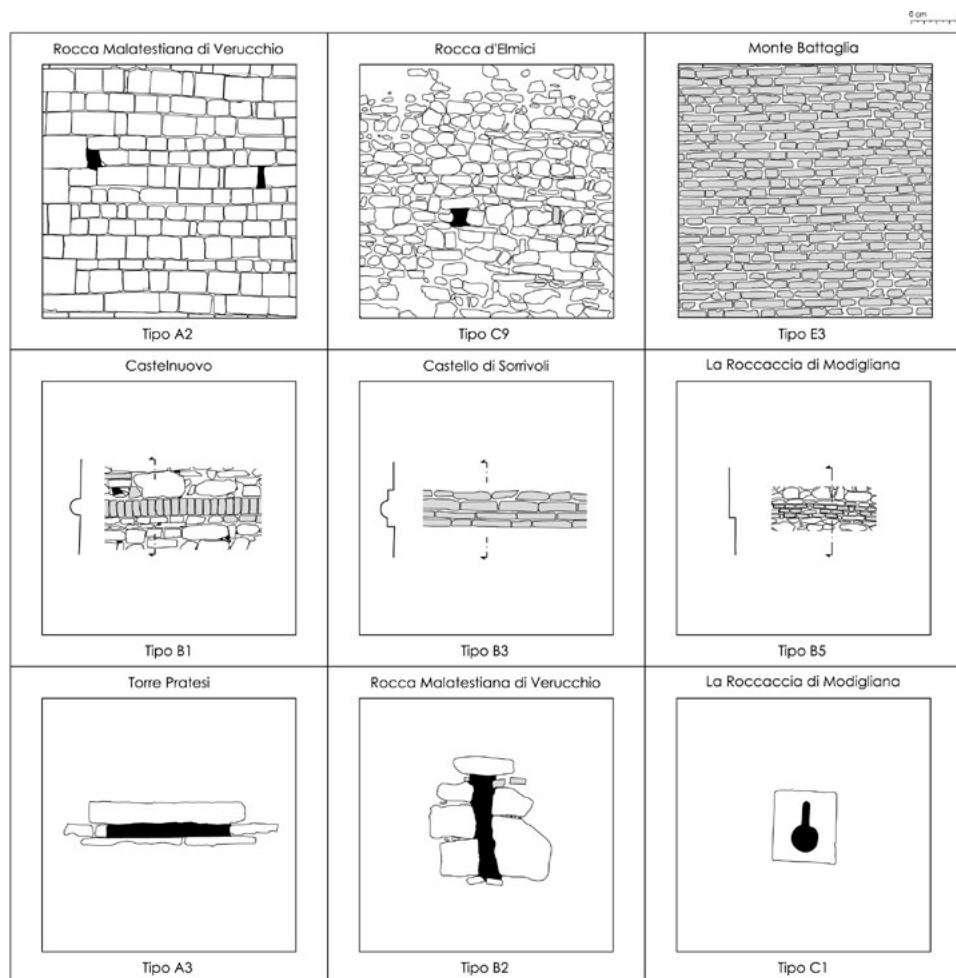 Rocca Malatestiana di Verucchio
Rocca d'Elmici
Monte Battaglia
Tipo A2
Tipo C9
Tipo E3
Castelnuovo
Castello di Sorrivoli
La Roccaccia di Modigliana
Tipo B1
Tipo B3
Tipo B5
Torre Pratesi
Rocca Malatestiana di Verucchio
La Roccaccia di Modigliana
Tipo A3
Tipo B2
Tipo C1